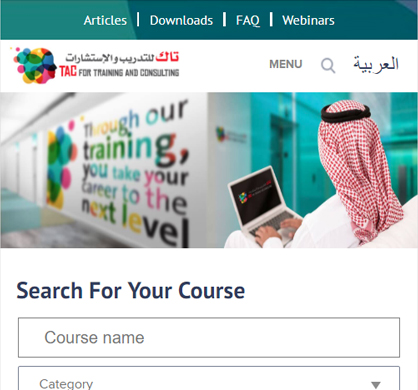 Articles | Downloads | FAQ | Webinars
تاك للتدريب والإستشارات
TAC FOR TRAINING AND CONSULTING
MENU
العربية
Through our
training,
you take your
career to the
next level
Search For Your Course
Course name
Category